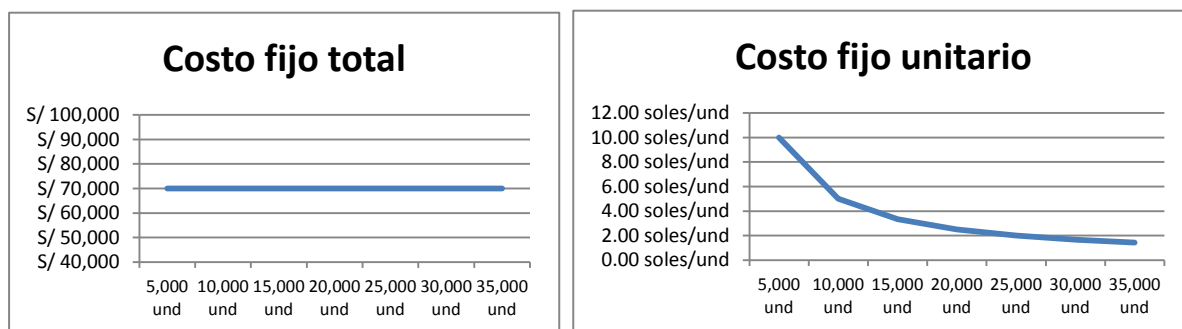 Costo fijo total
S/ 100,000
S/ 90,000
S/ 80,000
S/ 70,000
S/ 60,000
S/ 50,000
S/ 40,000
5,000 10,000 15,000 20,000 25,000 30,000 35,000
und und und und und und und
Costo fijo unitario
12.00 soles/und
10.00 soles/und
8.00 soles/und
6.00 soles/und
4.00 soles/und
2.00 soles/und
0.00 soles/und
5,000 10,000 15,000 20,000 25,000 30,000 35,000
und und und und und und und